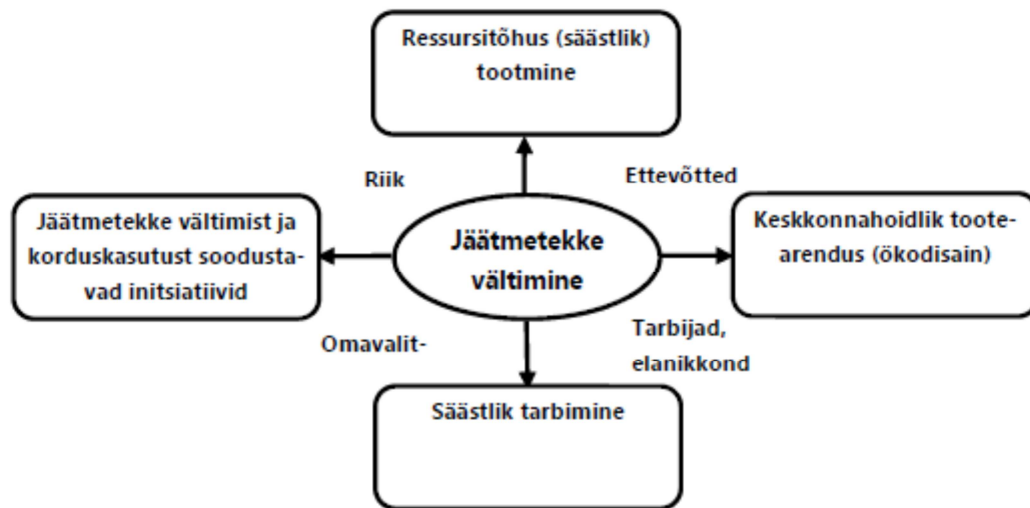 Ressursitõhus (säästlik)
tootmine
Riik
Ettevõtted
Jäätmetekke vältimist ja
korduskasutust soodusta-
vad initsiatiivid
Jäätmetekke
vältimine
Keskkonnahoidlik toote-
arendus (ökodisain)
Omavalit-
Tarbijad,
elanikkond
Säästlik tarbimine